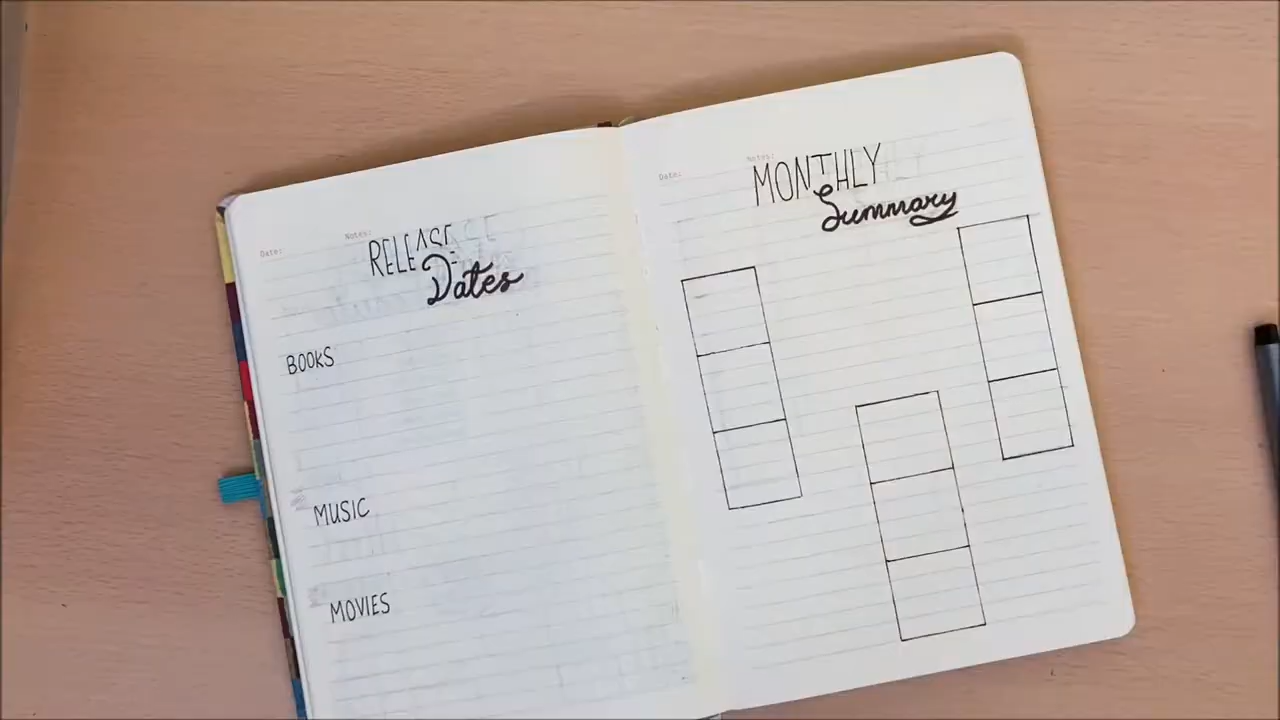 Date:
Notes:
RELEASE
Dates
BOOKS
MUSIC
MOVIES
Date:
Notes:
MONTHLY
Summary